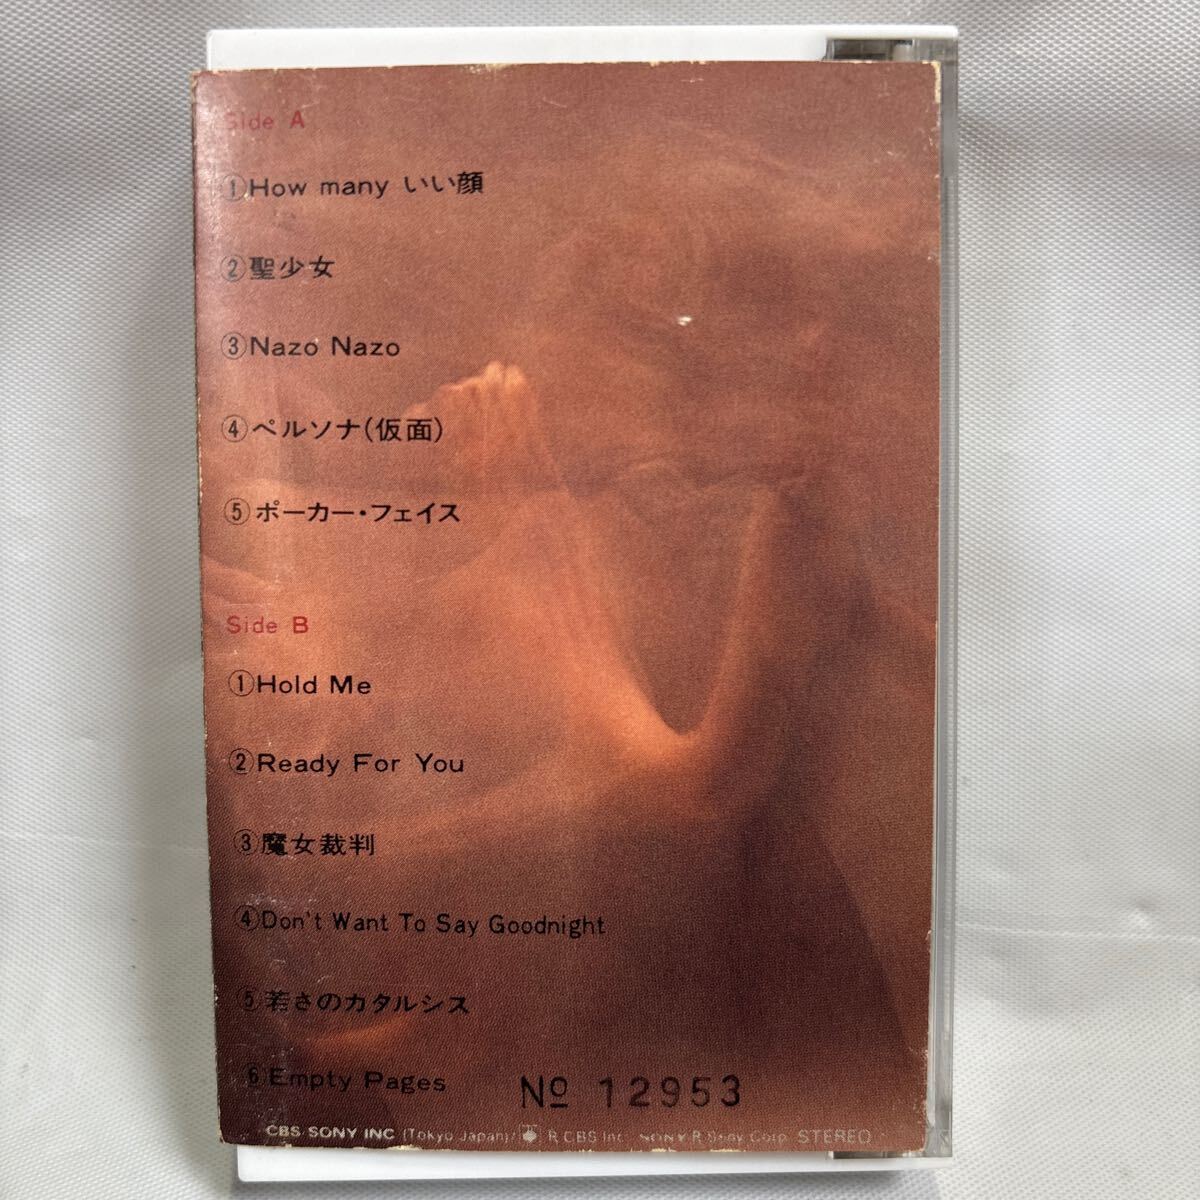 Side A
①How many いい顔
②聖少女
③Nazo Nazo
④ペルソナ(仮面)
⑤ポーカー・フェイス
Side B
①Hold Me
②Ready For You
③魔女裁判
④Don't Want To Say Goodnight
⑤若さのカタルシス
⑥Empty Pages
№ 12953
CBS/SONY INC (Tokyo Japan)/ R CBS Inc. SONY R Sony Corp. STEREO